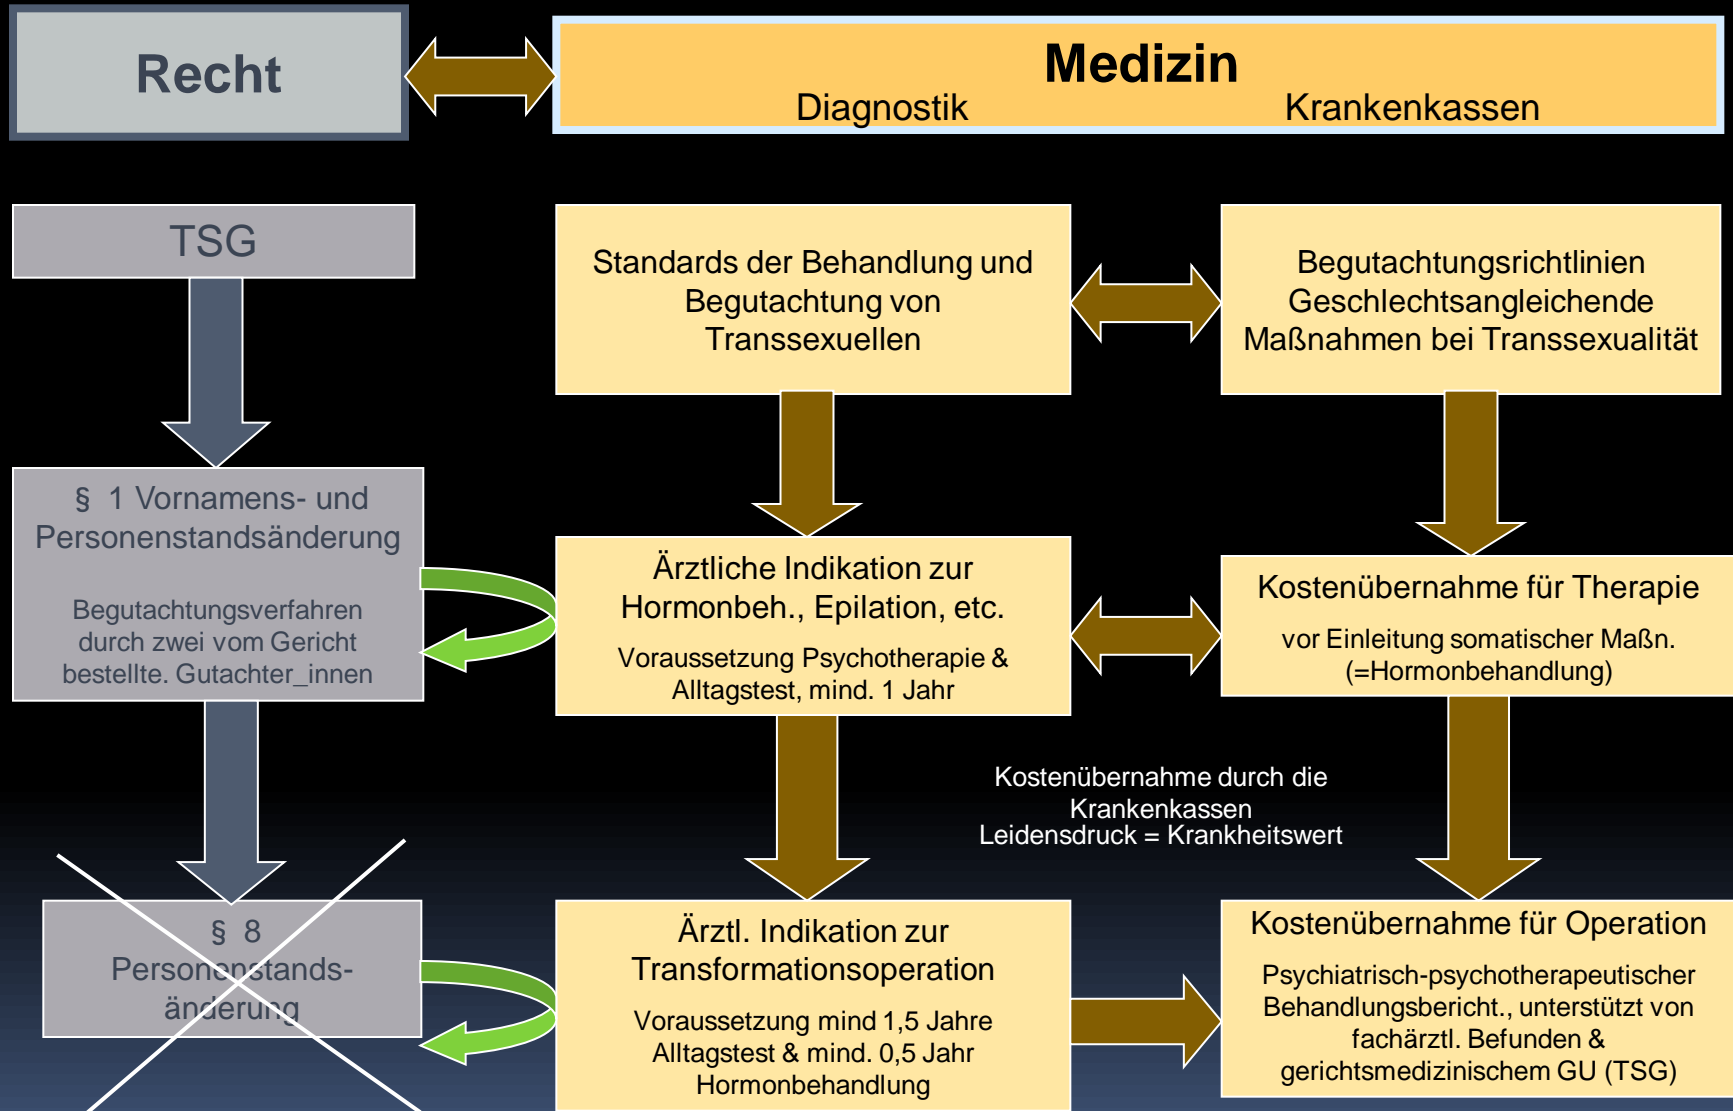 Recht
Medizin
Diagnostik
Krankenkassen
TSG
Standards der Behandlung und
Begutachtung von
Transsexuellen
Begutachtungsrichtlinien
Geschlechtsangleichende
Maßnahmen bei Transsexualität
§ 1 Vornamens- und
Personenstandsänderung
Begutachtungsverfahren
durch zwei vom Gericht
bestellte. Gutachter_innen
Ärztliche Indikation zur
Hormonbeh., Epilation, etc.
Voraussetzung Psychotherapie &
Alltagstest, mind. 1 Jahr
Kostenübernahme für Therapie
vor Einleitung somatischer Maßn.
(=Hormonbehandlung)
Kostenübernahme durch die
Krankenkassen
Leidensdruck = Krankheitswert
§ 8
Personenstands-
änderung
Ärztl. Indikation zur
Transformationsoperation
Voraussetzung mind 1,5 Jahre
Alltagstest & mind. 0,5 Jahr
Hormonbehandlung
Kostenübernahme für Operation
Psychiatrisch-psychotherapeutischer
Behandlungsbericht., unterstützt von
fachärztl. Befunden &
gerichtsmedizinischem GU (TSG)